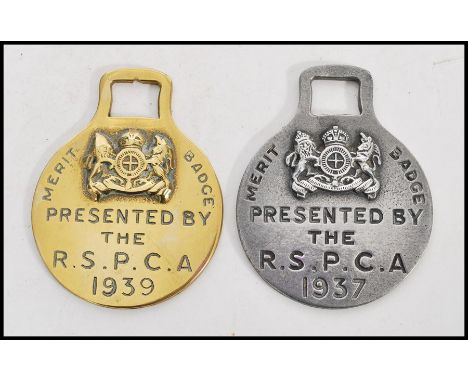 MERIT BADGE
PRESENTED BY
THE
R.S.P.C.A
1939
MERIT BADGE
PRESENTED BY
THE
R.S.P.C.A
1937